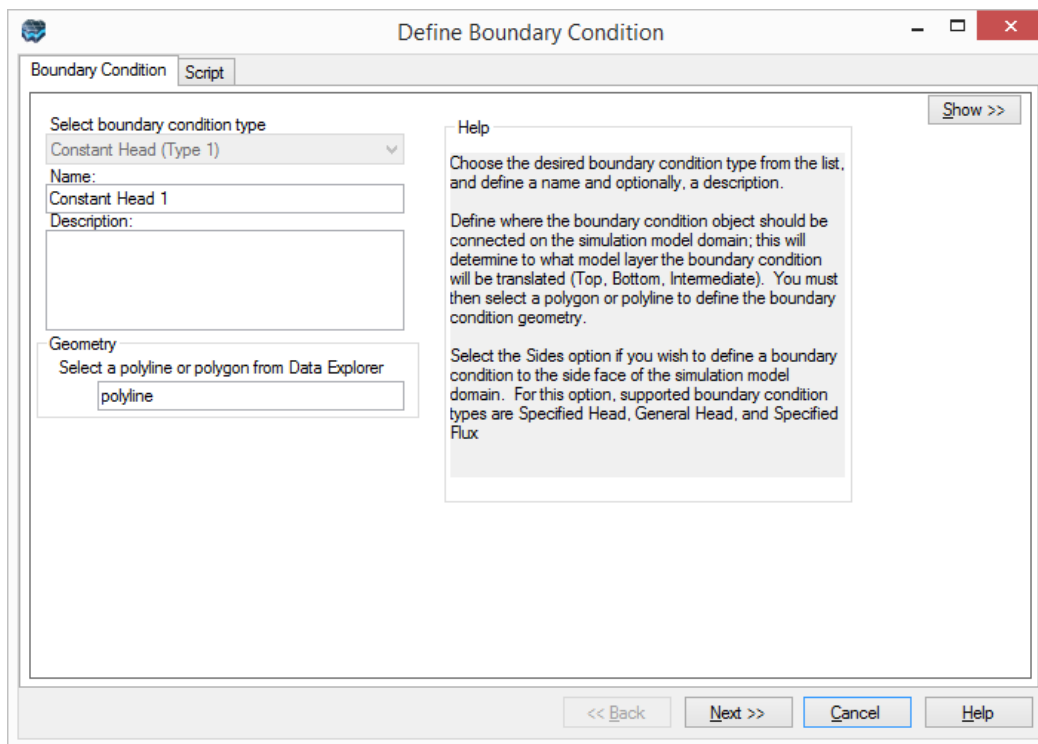 Define Boundary Condition
Boundary Condition
Script
Show >>
Select boundary condition type
Constant Head (Type 1)
Name:
Constant Head 1
Description:
Geometry
Select a polyline or polygon from Data Explorer
polyline
Help
Choose the desired boundary condition type from the list,
and define a name and optionally, a description.
Define where the boundary condition object should be
connected on the simulation model domain; this will
determine to what model layer the boundary condition
will be translated (Top, Bottom, Intermediate). You must
then select a polygon or polyline to define the boundary
condition geometry.
Select the Sides option if you wish to define a boundary
condition to the side face of the simulation model
domain. For this option, supported boundary condition
types are Specified Head, General Head, and Specified
Flux
<< Back
Next >>
Cancel
Help